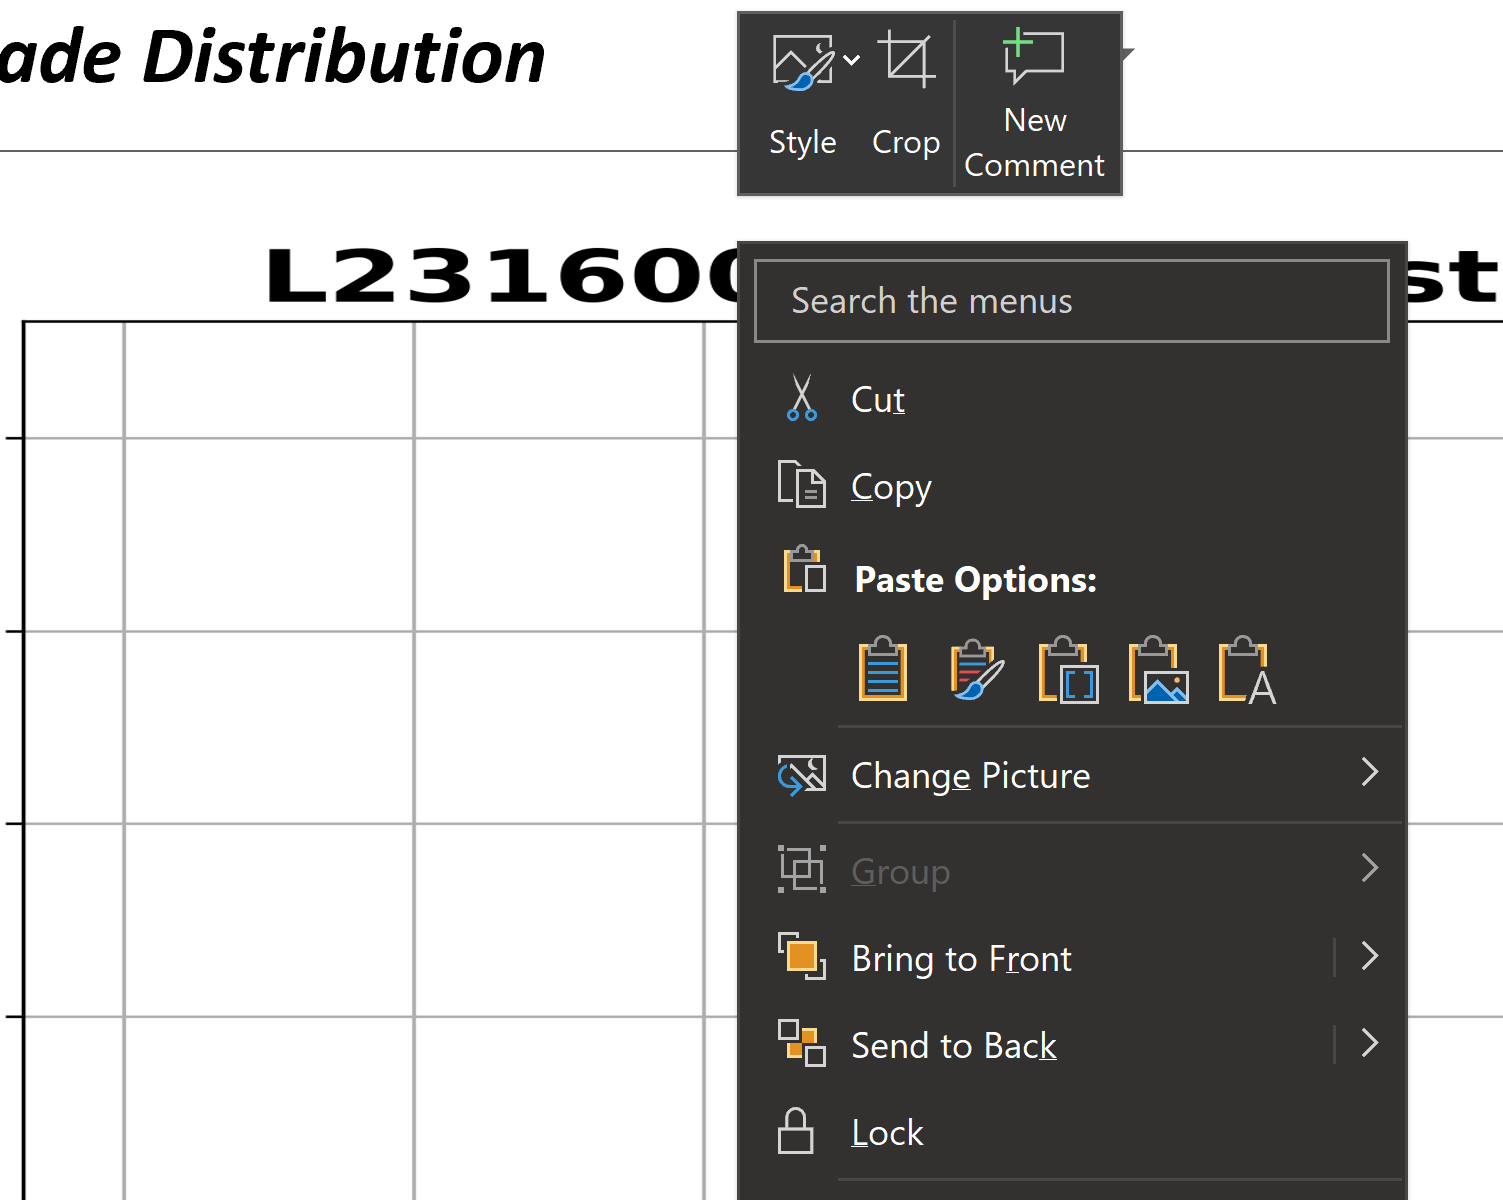 ade Distribution
Style
Crop
New
Comment
L23160
st
Search the menus
Cut
Copy
Paste Options:
Change Picture
Group
Bring to Front
Send to Back
Lock